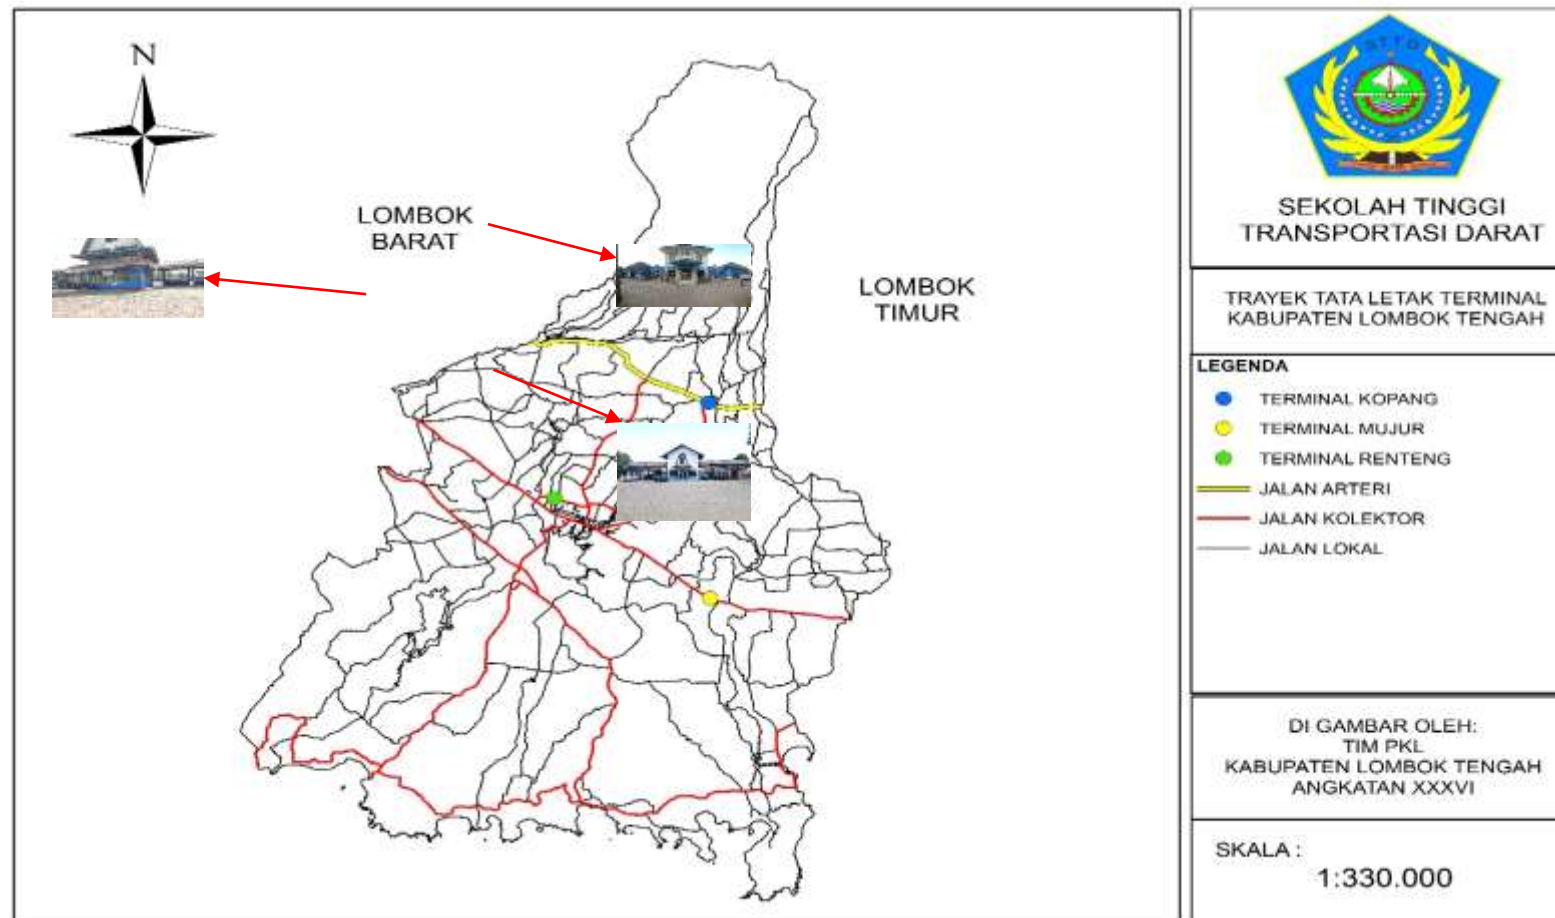 N
LOMBOK
BARAT
LOMBOK
TIMUR
STTD
SEKOLAH TINGGI
TRANSPORTASI DARAT
TRAYEK TATA LETAK TERMINAL
KABUPATEN LOMBOK TENGAH
LEGENDA
TERMINAL KOPANG
TERMINAL MUJUR
TERMINAL RENTENG
JALAN ARTERI
JALAN KOLEKTOR
JALAN LOKAL
DI GAMBAR OLEH:
TIM PKL
KABUPATEN LOMBOK TENGAH
ANGKATAN XXXVI
SKALA :
1:330.000